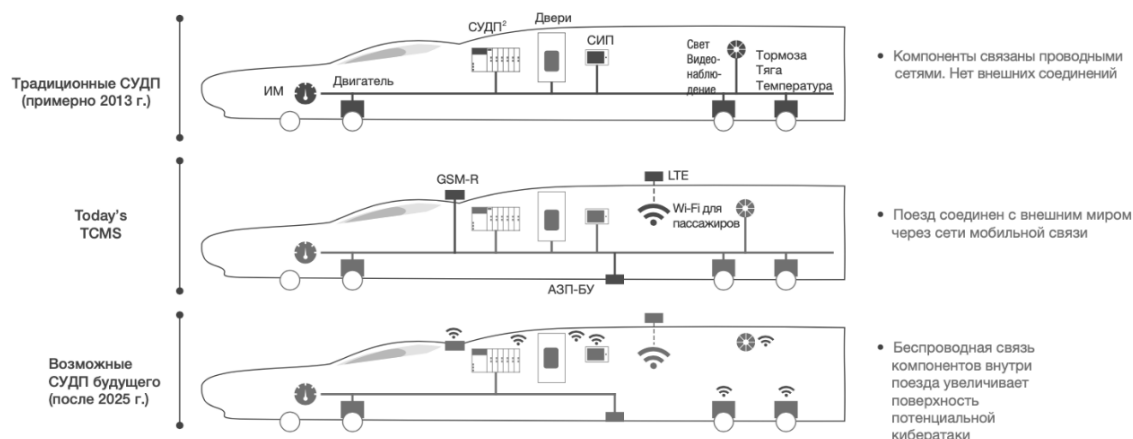 Традиционные СУДП
(примерно 2013 г.)
ИМ
Двигатель
СУДП²
Двери
СИП
Свет
Видео-
наблю-
дение
Тормоза
Тяга
Температура
• Компоненты связаны проводными
сетями. Нет внешних соединений
Today's
TCMS
GSM-R
LTE
Wi-Fi для
пассажиров
АЗП-БУ
• Поезд соединен с внешним миром
через сети мобильной связи
Возможные
СУДП будущего
(после 2025 г.)
• Беспроводная связь
компонентов внутри
поезда увеличивает
поверхность
потенциальной
кибератаки